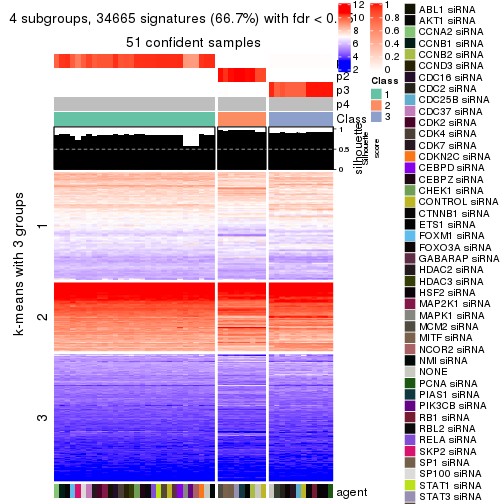 4 subgroups, 34665 signatures (66.7%) with fdr < 0.
51 confident samples
p2
p3
p4
Class
silhouette
1
0.5
0
Silhouette
score
12
10
8
6
4
2
1
0.8
0.6
0.4
0.2
0
Class
1
2
3
k-means with 3 groups
1
2
3
agent
ABL1 siRNA
AKT1 siRNA
CCNA2 siRNA
CCNB1 siRNA
CCNB2 siRNA
CCND3 siRNA
CDC16 siRNA
CDC2 siRNA
CDC25B siRNA
CDC37 siRNA
CDK2 siRNA
CDK4 siRNA
CDK7 siRNA
CDKN2C siRNA
CEBPD siRNA
CEBPZ siRNA
CHEK1 siRNA
CONTROL siRNA
CTNNB1 siRNA
ETS1 siRNA
FOXM1 siRNA
FOXO3A siRNA
GABARAP siRNA
HDAC2 siRNA
HDAC3 siRNA
HSF2 siRNA
MAP2K1 siRNA
MAPK1 siRNA
MCM2 siRNA
MITF siRNA
NCOR2 siRNA
NMI siRNA
NONE
PCNA siRNA
PIAS1 siRNA
PIK3CB siRNA
RB1 siRNA
RBL2 siRNA
RELA siRNA
SKP2 siRNA
SP1 siRNA
SP100 siRNA
STAT1 siRNA
STAT3 siRNA